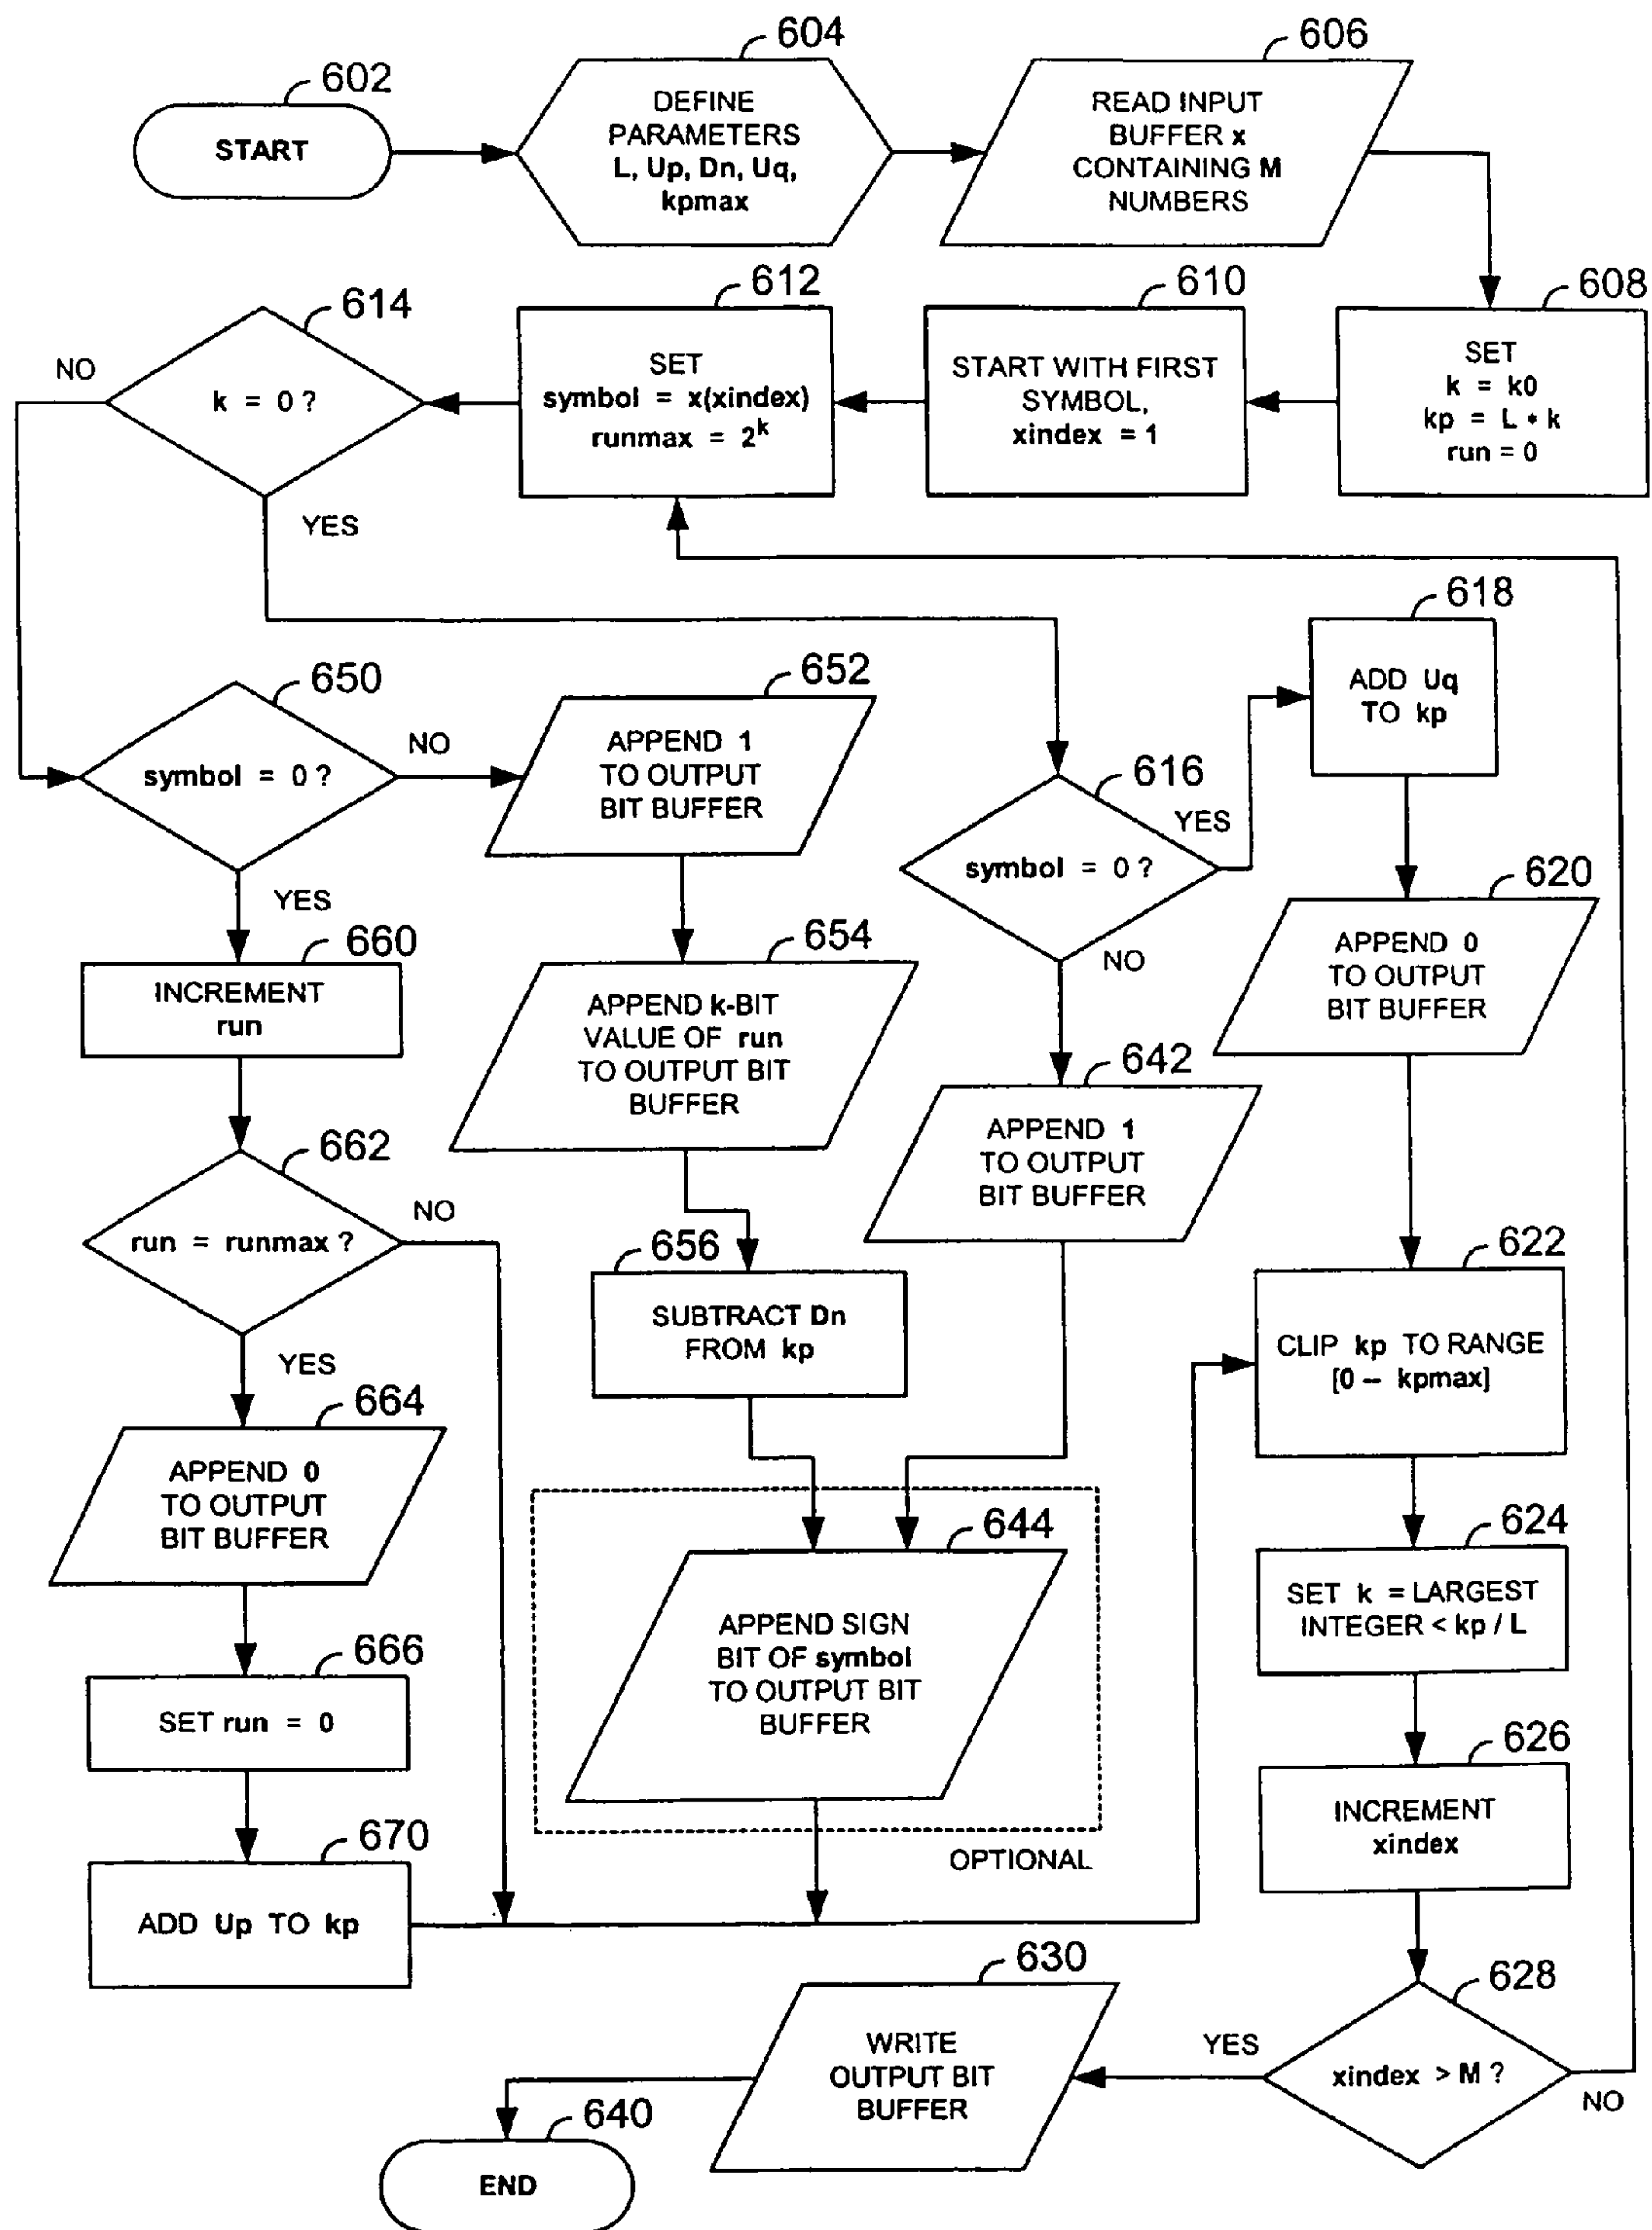 602
START
604
DEFINE
PARAMETERS
L, Up, Dn, Uq,
kpmax
606
READ INPUT
BUFFER x
CONTAINING M
NUMBERS
608
SET
k = k0
kp = L * k
run = 0
610
START WITH FIRST
SYMBOL,
xindex = 1
612
SET
symbol = x(xindex)
runmax = 2^k
614
k = 0 ?
NO
YES
618
ADD Uq
TO kp
650
symbol = 0 ?
NO
YES
652
APPEND 1
TO OUTPUT
BIT BUFFER
616
symbol = 0 ?
YES
NO
620
APPEND 0
TO OUTPUT
BIT BUFFER
660
INCREMENT
run
654
APPEND k-BIT
VALUE OF run
TO OUTPUT BIT
BUFFER
642
APPEND 1
TO OUTPUT
BIT BUFFER
662
run = runmax ?
NO
YES
656
SUBTRACT Dn
FROM kp
622
CLIP kp TO RANGE
[0 – kpmax]
664
APPEND 0
TO OUTPUT
BIT BUFFER
644
APPEND SIGN
BIT OF symbol
TO OUTPUT BIT
BUFFER
OPTIONAL
624
SET k = LARGEST
INTEGER < kp / L
666
SET run = 0
626
INCREMENT
xindex
670
ADD Up TO kp
628
xindex > M ?
YES
NO
630
WRITE
OUTPUT BIT
BUFFER
640
END